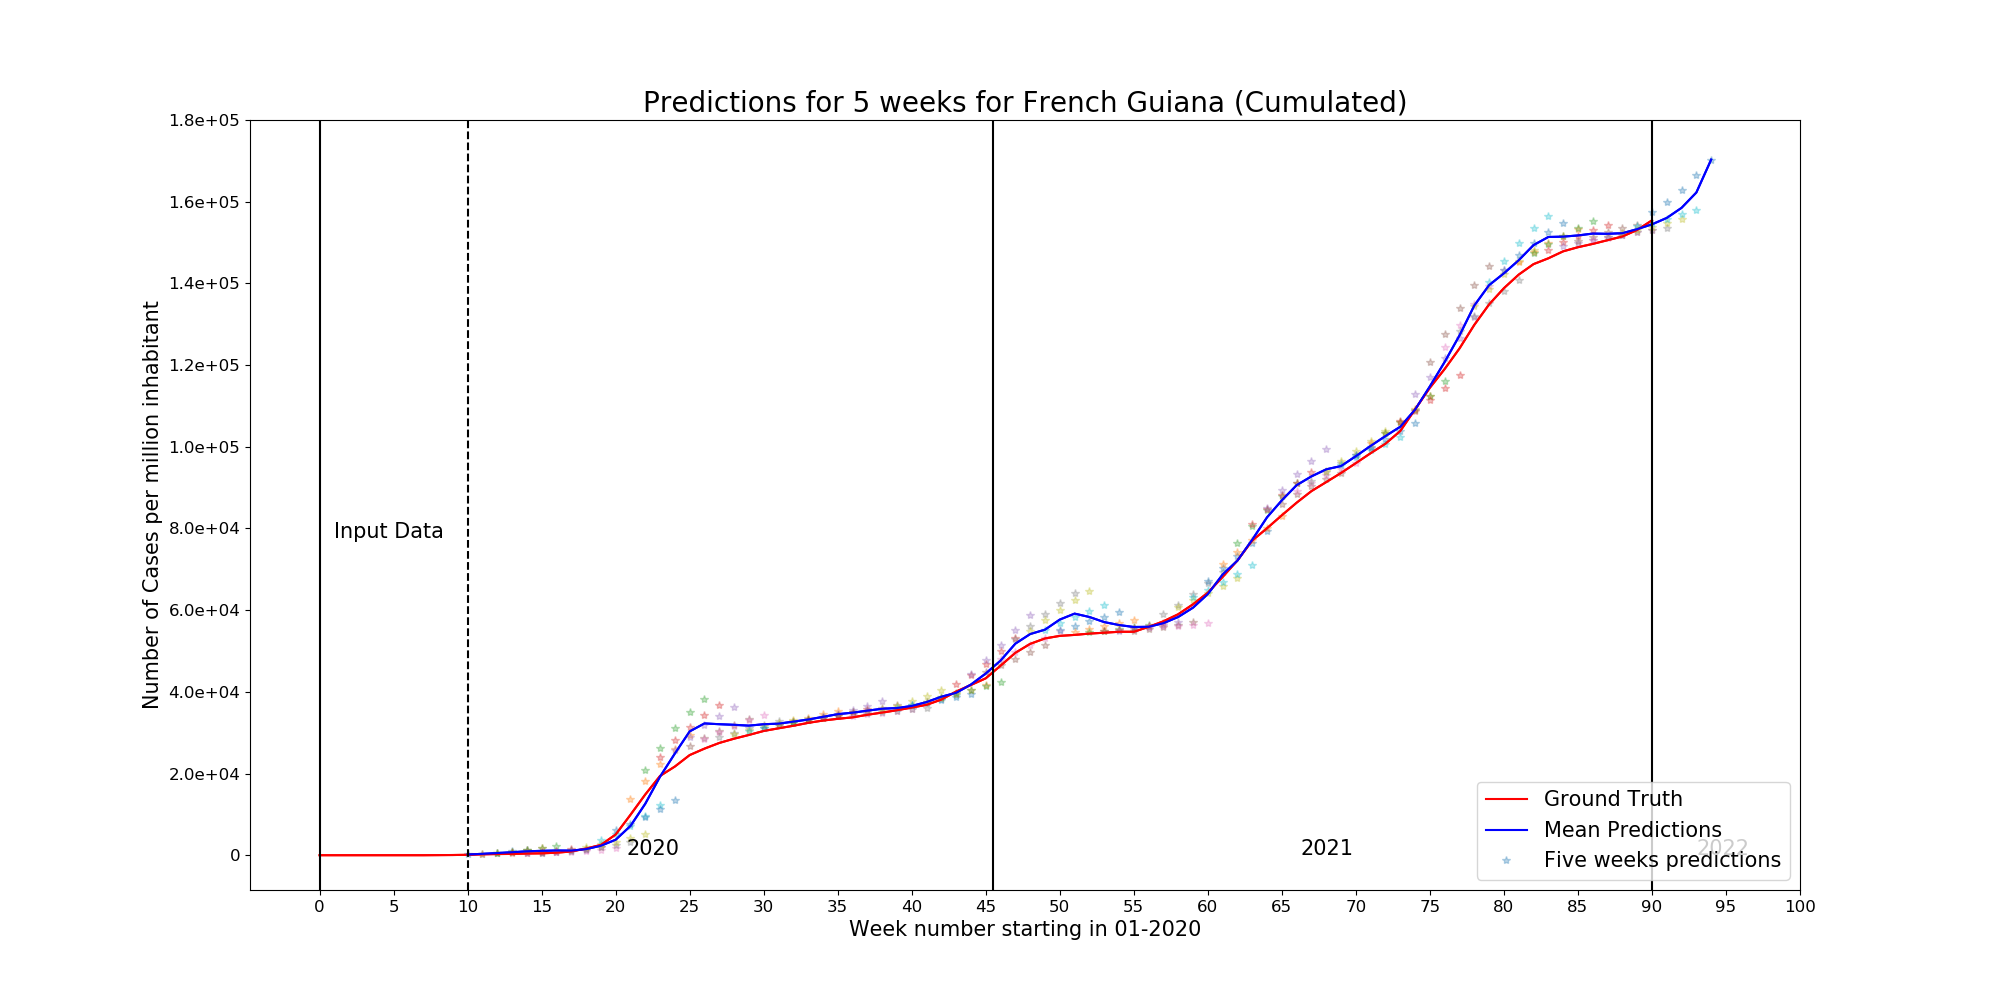 Predictions for 5 weeks for French Guiana (Cumulated)
Number of Cases per million inhabitant
1.8e+05
1.6e+05
1.4e+05
1.2e+05
1.0e+05
8.0e+04
6.0e+04
4.0e+04
2.0e+04
0
Input Data
2020
2021
2022
Ground Truth
Mean Predictions
Five weeks predictions
0 5 10 15 20 25 30 35 40 45 50 55 60 65 70 75 80 85 90 95 100
Week number starting in 01-2020